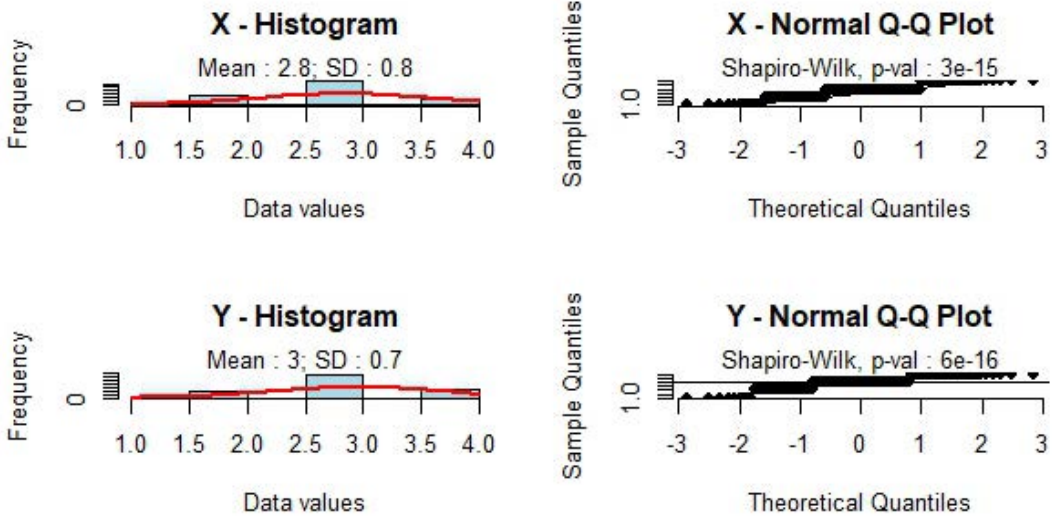 X - Histogram
Mean : 2.8; SD : 0.8
Frequency
0
1.0 1.5 2.0 2.5 3.0 3.5 4.0
Data values
X - Normal Q-Q Plot
Shapiro-Wilk, p-val : 3e-15
Sample Quantiles
1.0
-3 -2 -1 0 1 2 3
Theoretical Quantiles
Y - Histogram
Mean : 3; SD : 0.7
Frequency
0
1.0 1.5 2.0 2.5 3.0 3.5 4.0
Data values
Y - Normal Q-Q Plot
Shapiro-Wilk, p-val : 6e-16
Sample Quantiles
1.0
-3 -2 -1 0 1 2 3
Theoretical Quantiles